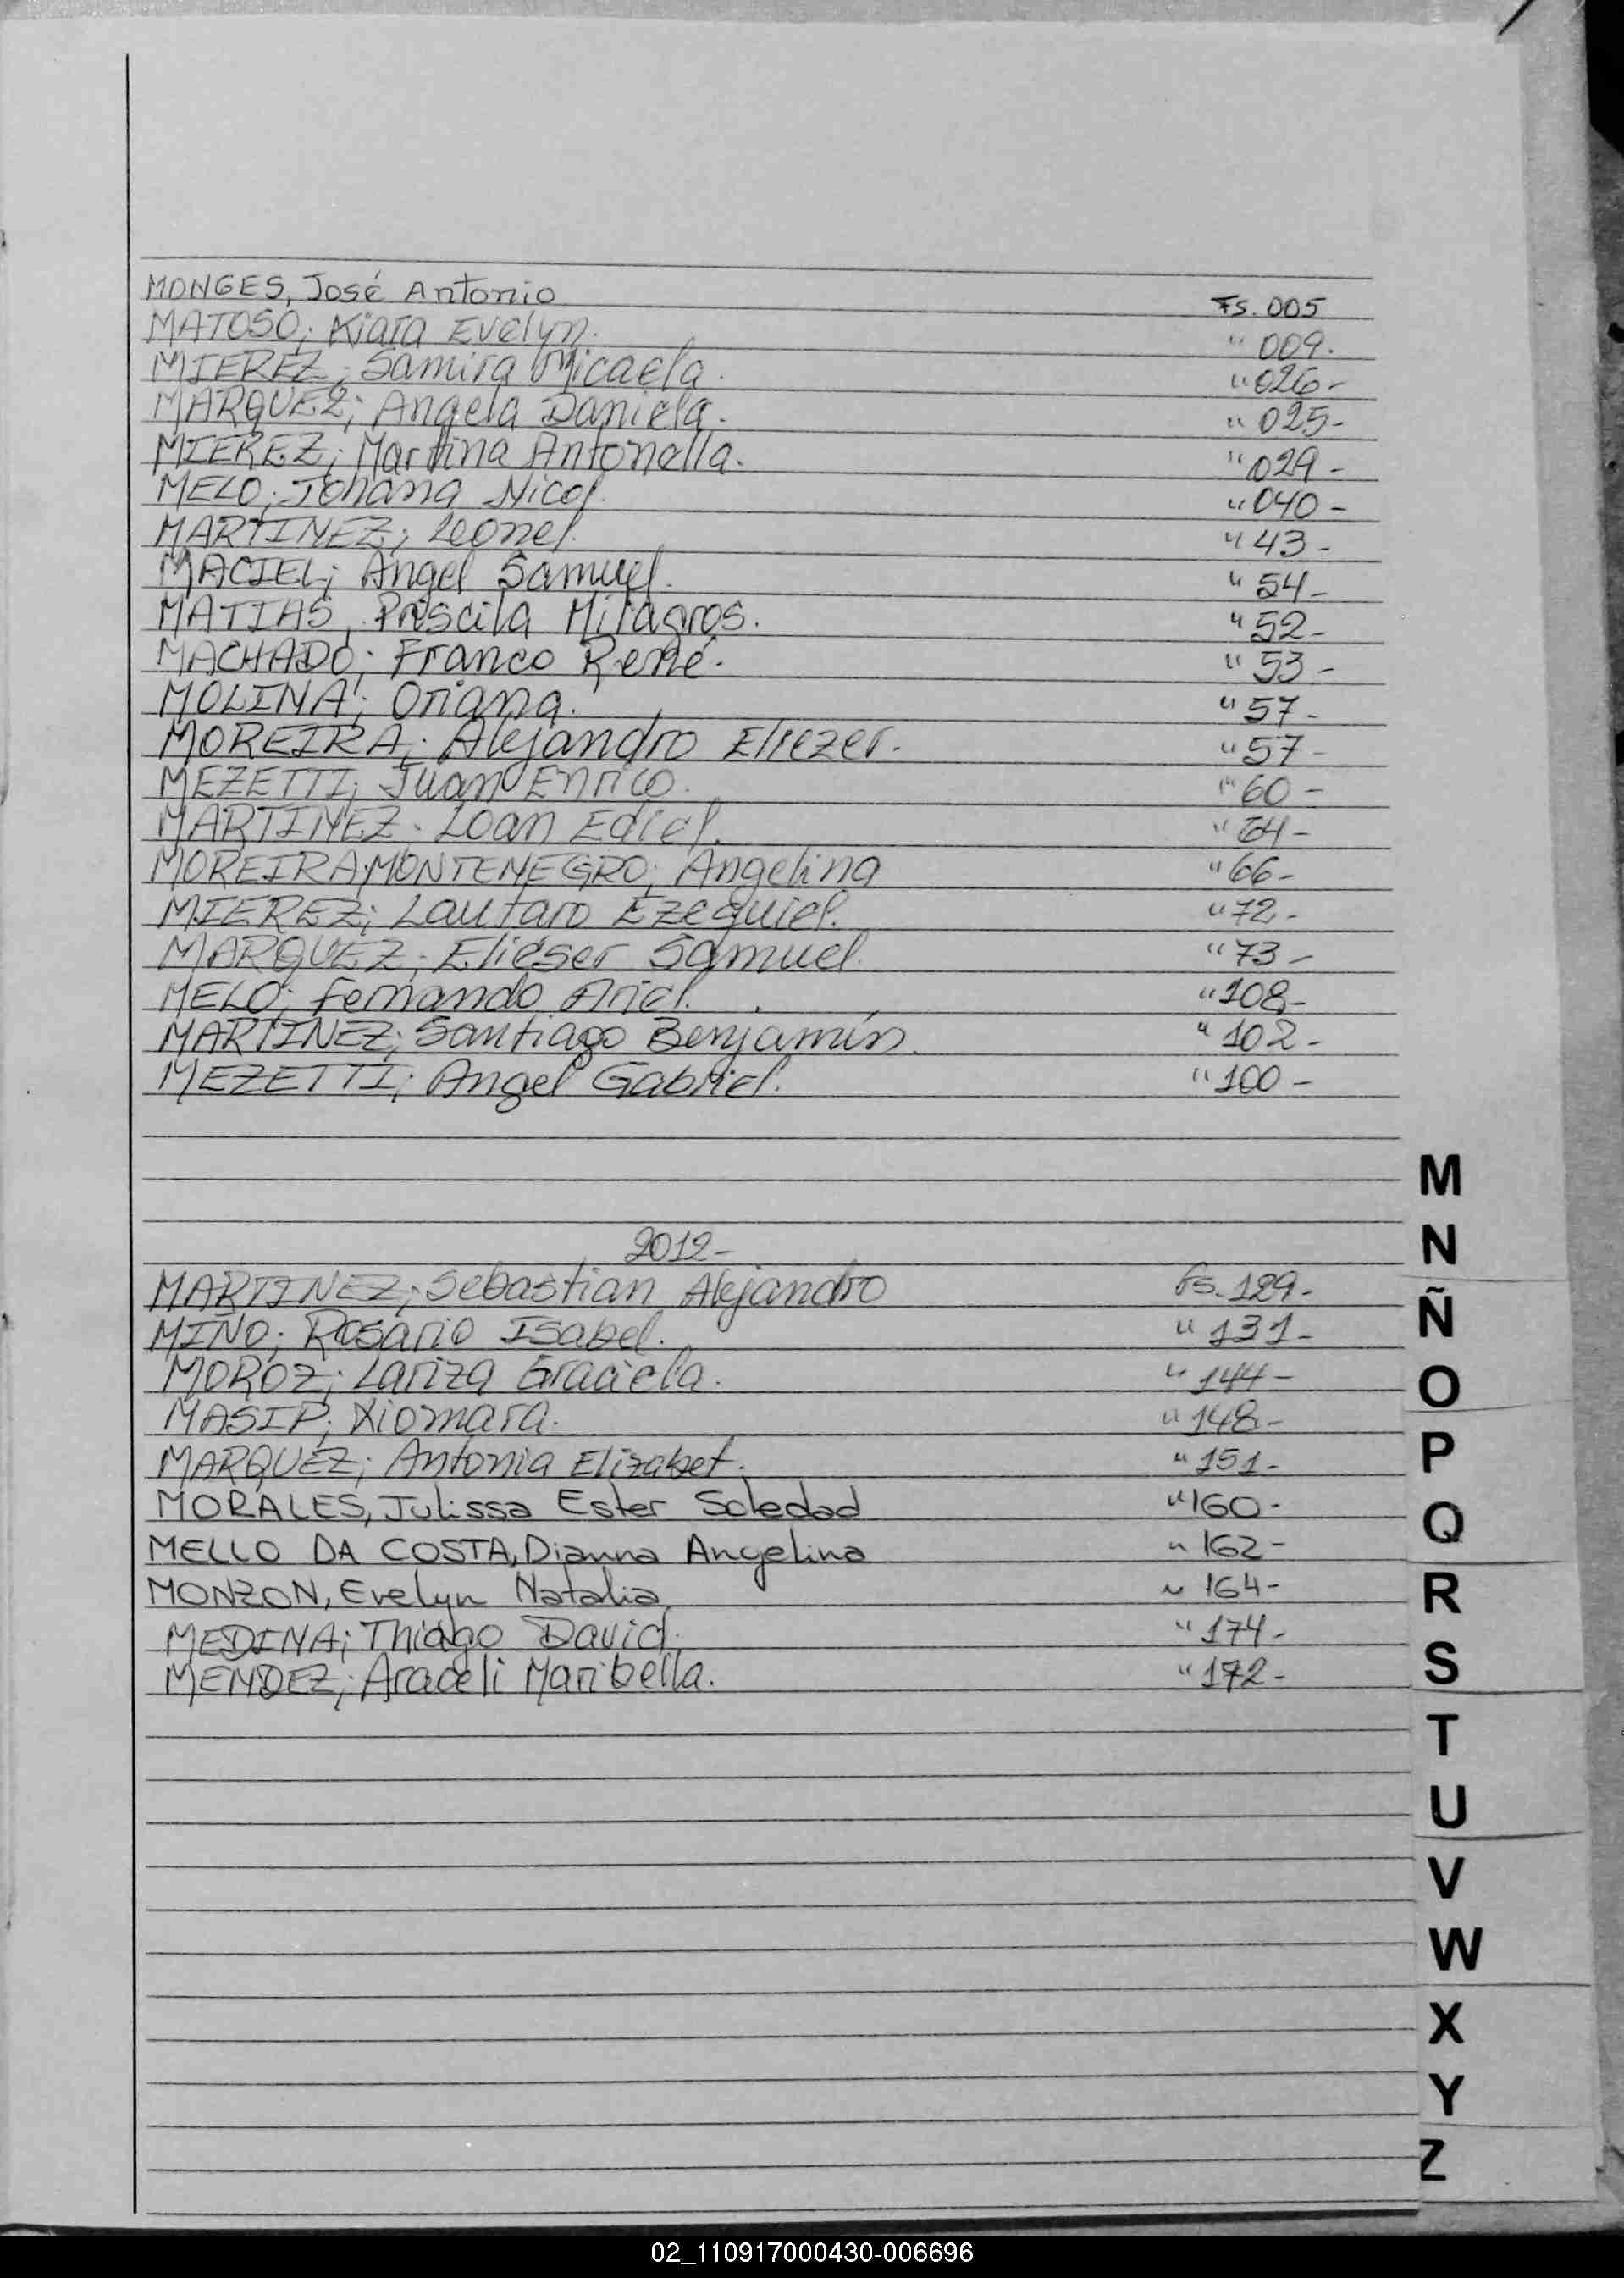 MONGES, José Antonio Fs. 005
MATOSO; Kiara Evelyn. " 009.
MIEREZ; Samira Micaela. " 026-
MARQUEZ; Angela Daniela. " 025-
MIEREZ; Martina Antonella. " 029-
MELO; Johana Nicol. " 040-
MARTINEZ; Leonel. " 43-
MACIEL; Angel Samuel. " 54-
MATIAS, Priscila Milagros. " 52-
MACHADO; Franco René. " 53-
MOLINA; Oriana. " 57-
MOREIRA; Alejandro Eliezer. " 57-
MEZETTI; Juan Enrico. " 60-
MARTINEZ. Loan Ediel. " 64-
MOREIRA MONTENEGRO; Angelina " 66-
MIEREZ; Lautaro Ezequiel. " 72-
MARQUEZ; Elieser Samuel. " 73-
MELO; Fernando Ariel. " 108-
MARTINEZ; Santiago Benjamín. " 102-
MEZETTI; Angel Gabriel. " 100-
2012-
MARTINEZ; Sebastian Alejandro Fs. 129-
MIÑO; Rosario Isabel. " 131-
MOROZ; Lariza Graciela. " 144-
MASIP; Xiomara. " 148-
MARQUEZ; Antonia Elizabet. " 151-
MORALES, Julissa Ester Soledad " 160-
MELLO DA COSTA, Dianna Angelina " 162-
MONZON, Evelyn Natalia " 164-
MEDINA; Thiago David. " 174-
MENDEZ; Araceli Maribella. " 172-
M
N
Ñ
O
P
Q
R
S
T
U
V
W
X
Y
Z
02_110917000430-006696